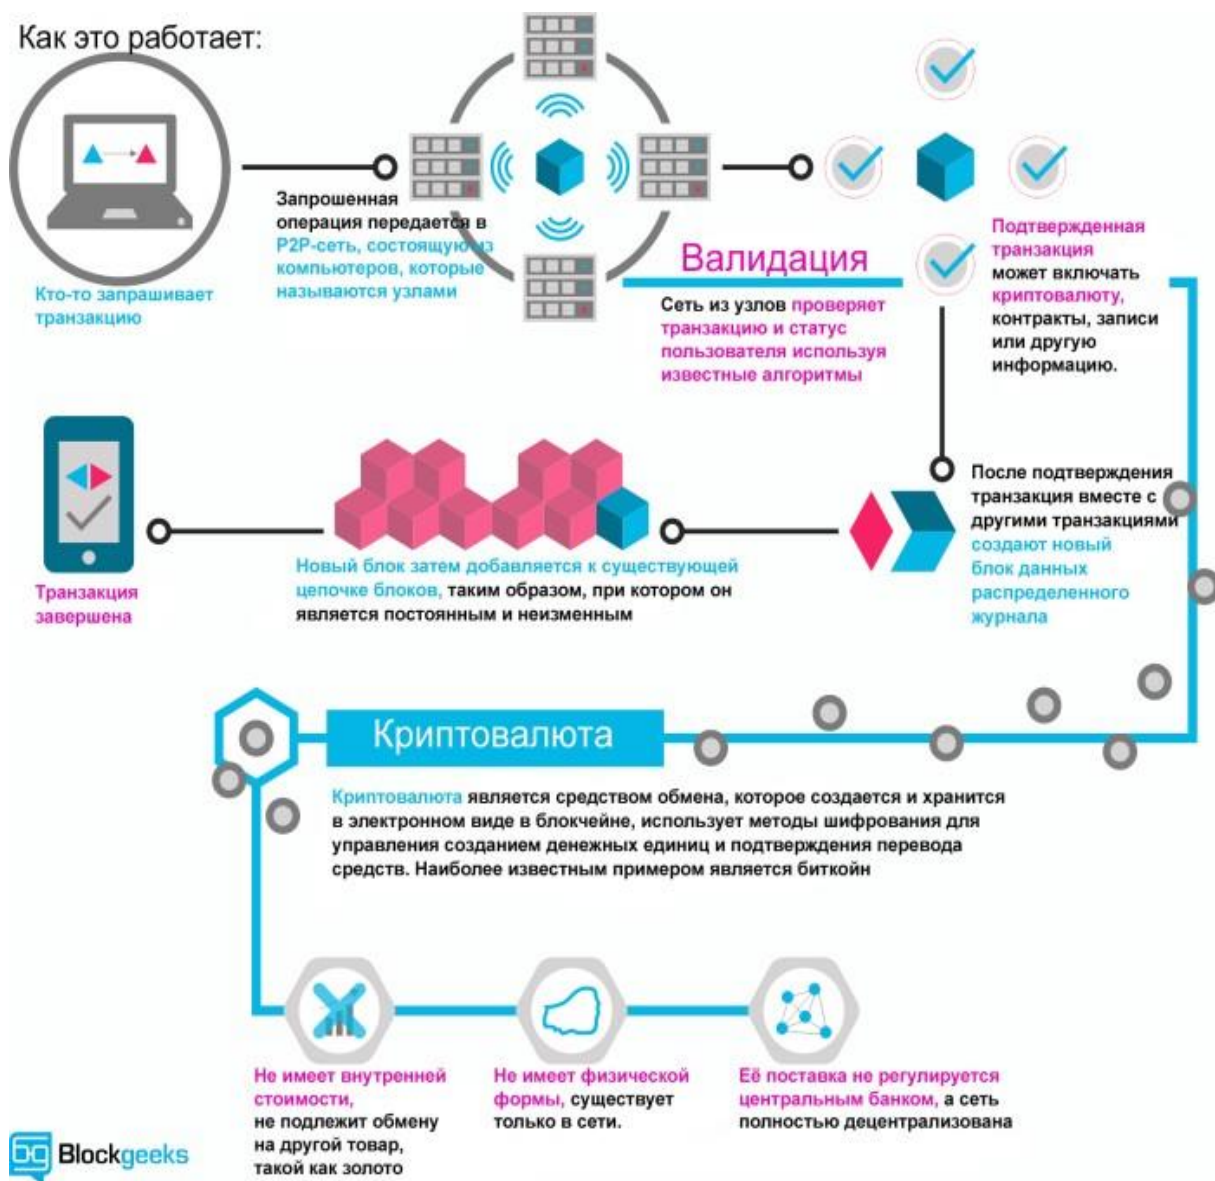 Как это работает:
Кто-то запрашивает
транзакцию
Запрошенная
операция передается в
P2P-сеть, состоящую из
компьютеров, которые
называются узлами
Валидация
Сеть из узлов проверяет
транзакцию и статус
пользователя используя
известные алгоритмы
Подтвержденная
транзакция
может включать
криптовалюту,
контракты, записи
или другую
информацию.
После подтверждения
транзакция вместе с
другими транзакциями
создают новый
блок данных
распределенного
журнала
Новый блок затем добавляется к существующей
цепочке блоков, таким образом, при котором он
является постоянным и неизменным
Транзакция
завершена
Криптовалюта
Криптовалюта является средством обмена, которое создается и хранится
в электронном виде в блокчейне, использует методы шифрования для
управления созданием денежных единиц и подтверждения перевода
средств. Наиболее известным примером является биткойн
Не имеет внутренней
стоимости,
не подлежит обмену
на другой товар,
такой как золото
Не имеет физической
формы, существует
только в сети.
Её поставка не регулируется
центральным банком, а сеть
полностью децентрализована
bg Blockgeeks